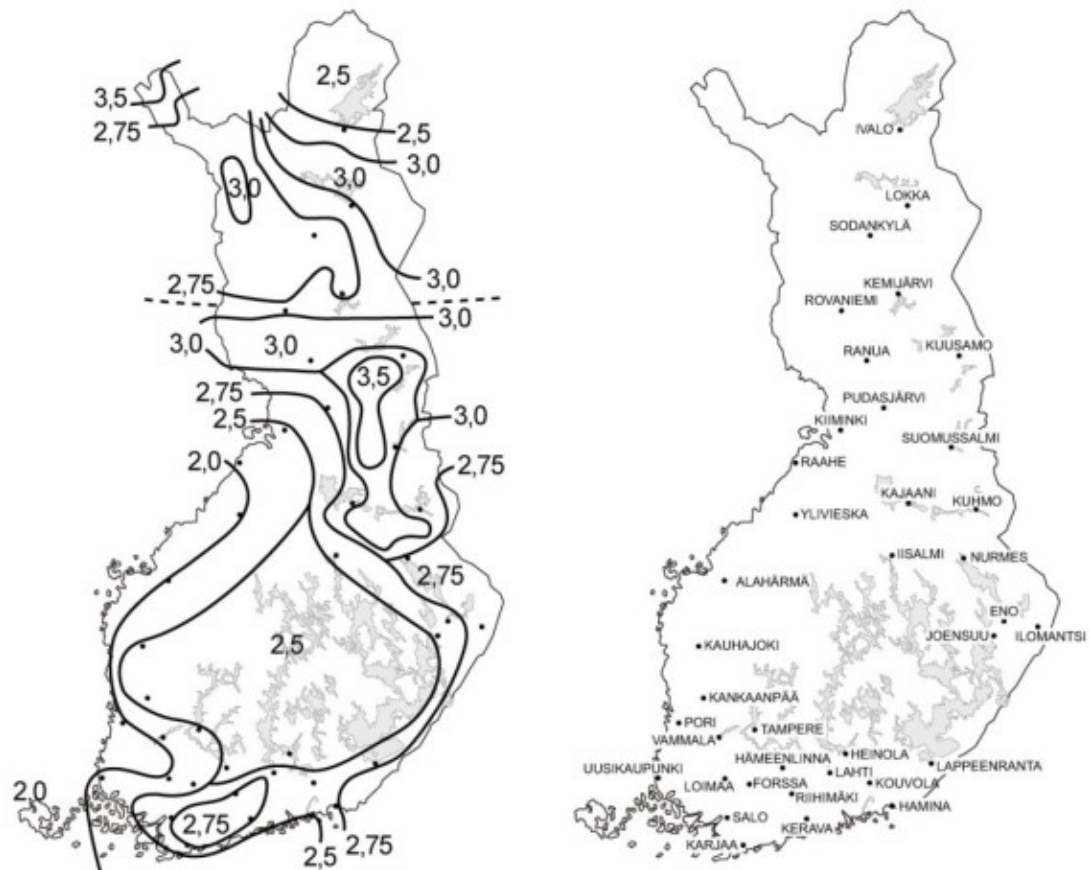 2,5
3,5
2,75
2,5
3,0
3,0
3,0
2,75
3,0
3,0
3,0
3,0
3,5
2,75
2,5
3,0
2,0
2,75
2,75
2,5
2,0
2,75
2,5
2,75
IVALO
LOKKA
SODANKYLÄ
KEMIJÄRVI
ROVANIEMI
RANUA
KUUSAMO
PUDASJÄRVI
KIIMINKI
SUOMUSSALMI
RAAHE
KAJAANI
KUHMO
YLIVIESKA
IISALMI
NURMES
ALAHÄRMÄ
ENO
JOENSUU
ILOMANTSI
KAUHAJOKI
KANKAANPÄÄ
PORI
TAMPERE
VAMMALA
HÄMEENLINNA
HEINOLA
LAPPEENRANTA
UUSIKAUPUNKI
LAHTI
LOIMAA
FORSSA
KOUVOLA
RIIHIMÄKI
HAMINA
SALO
KERAVA
KARJAA